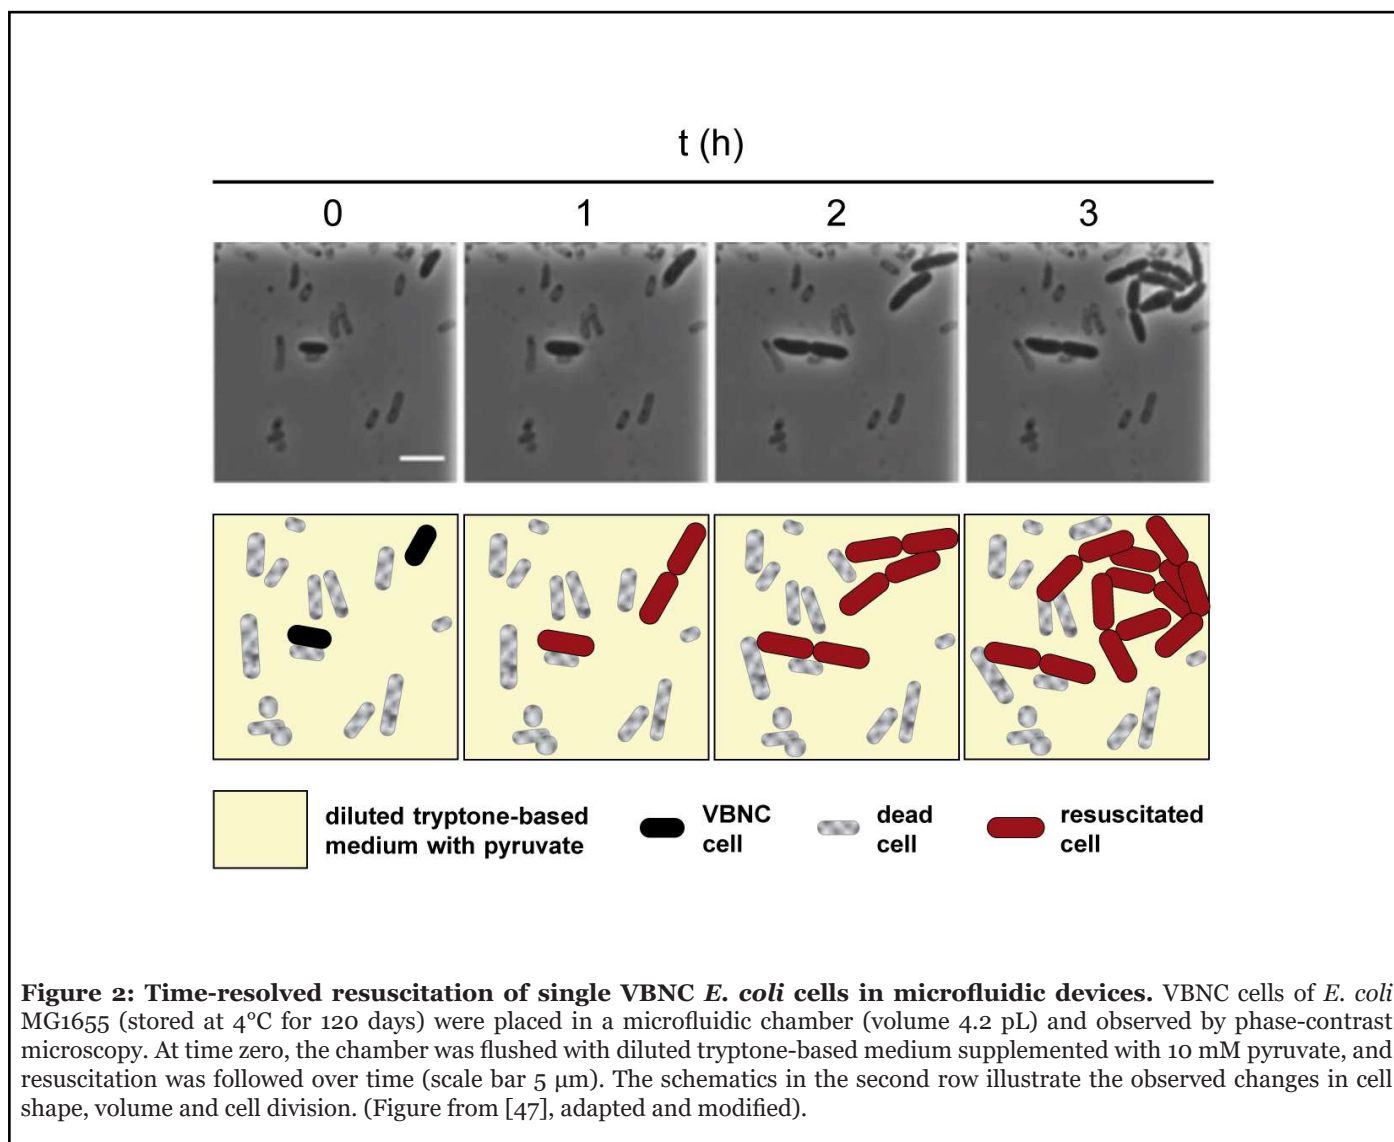 t (h)
0 1 2 3
diluted tryptone-based
medium with pyruvate
VBNC
cell
dead
cell
resuscitated
cell
Figure 2: Time-resolved resuscitation of single VBNC E. coli cells in microfluidic devices. VBNC cells of E. coli
MG1655 (stored at 4°C for 120 days) were placed in a microfluidic chamber (volume 4.2 pL) and observed by phase-contrast
microscopy. At time zero, the chamber was flushed with diluted tryptone-based medium supplemented with 10 mM pyruvate, and
resuscitation was followed over time (scale bar 5 µm). The schematics in the second row illustrate the observed changes in cell
shape, volume and cell division. (Figure from [47], adapted and modified).